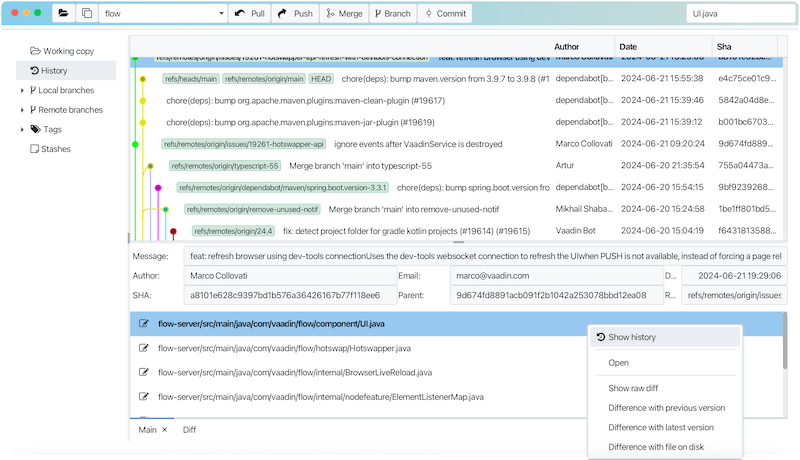 flow Pull Push Merge Branch Commit UI.java
Working copy
History
Local branches
Remote branches
Tags
Stashes
Author Date Sha
refs/remotes/origin/issues/19261-hotswapper-api-refresh-with-devtools-connection feat: refresh browser using dev Marco Collovati
refs/heads/main refs/remotes/origin/main HEAD chore(deps): bump maven.version from 3.9.7 to 3.9.8 (#1 dependabot[b... 2024-06-21 15:55:38 e4c75ce01c9...
chore(deps): bump org.apache.maven.plugins:maven-clean-plugin (#19617) dependabot[b... 2024-06-21 15:39:46 5842a04d8e...
chore(deps): bump org.apache.maven.plugins:maven-jar-plugin (#19619) dependabot[b... 2024-06-21 15:39:12 b001bc6703...
refs/remotes/origin/issues/19261-hotswapper-api ignore events after VaadinService is destroyed Marco Collovati 2024-06-21 09:20:24 9d674fd889...
refs/remotes/origin/typescript-55 Merge branch 'main' into typescript-55 Artur 2024-06-20 21:35:54 755a04473a...
refs/remotes/origin/dependabot/maven/spring.boot.version-3.3.1 chore(deps): bump spring.boot.version fro dependabot[b... 2024-06-20 15:54:15 9bf9239268...
refs/remotes/origin/remove-unused-notif Merge branch 'main' into remove-unused-notif Mikhail Shaba... 2024-06-20 15:24:58 1be1ff801bd5...
refs/remotes/origin/24.4 fix: detect project folder for gradle kotlin projects (#19614) (#19615) Vaadin Bot 2024-06-20 15:04:19 f6431813588...
Message: feat: refresh browser using dev-tools connectionUses the dev-tools websocket connection to refresh the UIwhen PUSH is not available, instead of forcing a page rel
Author: Marco Collovati Email: marco@vaadin.com D... 2024-06-21 19:29:06
SHA: a8101e628c9397bd1b576a36426167b77f118ee6 Parent: 9d674fd8891acb091f2b1042a253078bbd12ea08 R... refs/remotes/origin/issues
flow-server/src/main/java/com/vaadin/flow/component/UI.java
flow-server/src/main/java/com/vaadin/flow/hotswap/Hotswapper.java
flow-server/src/main/java/com/vaadin/flow/internal/BrowserLiveReload.java
flow-server/src/main/java/com/vaadin/flow/internal/nodefeature/ElementListenerMap.java
Show history
Open
Show raw diff
Difference with previous version
Difference with latest version
Difference with file on disk
Main Diff